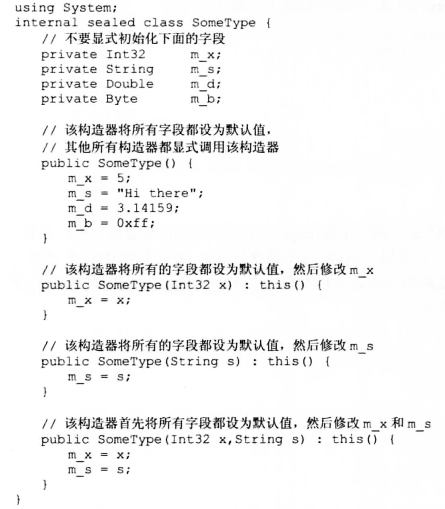 using System;
internal sealed class SomeType {
   // 不要显式初始化下面的字段
   private Int32      m_x;
   private String     m_s;
   private Double     m_d;
   private Byte       m_b;

   // 该构造器将所有字段都设为默认值，
   // 其他所有构造器都显式调用该构造器
   public SomeType() {
      m_x = 5;
      m_s = "Hi there";
      m_d = 3.14159;
      m_b = 0xff;
   }

   // 该构造器将所有的字段都设为默认值，然后修改 m_x
   public SomeType(Int32 x) : this() {
      m_x = x;
   }

   // 该构造器将所有的字段都设为默认值，然后修改 m_s
   public SomeType(String s) : this() {
      m_s = s;
   }

   // 该构造器首先将所有字段都设为默认值，然后修改 m_x 和 m_s
   public SomeType(Int32 x,String s) : this() {
      m_x = x;
      m_s = s;
   }
}